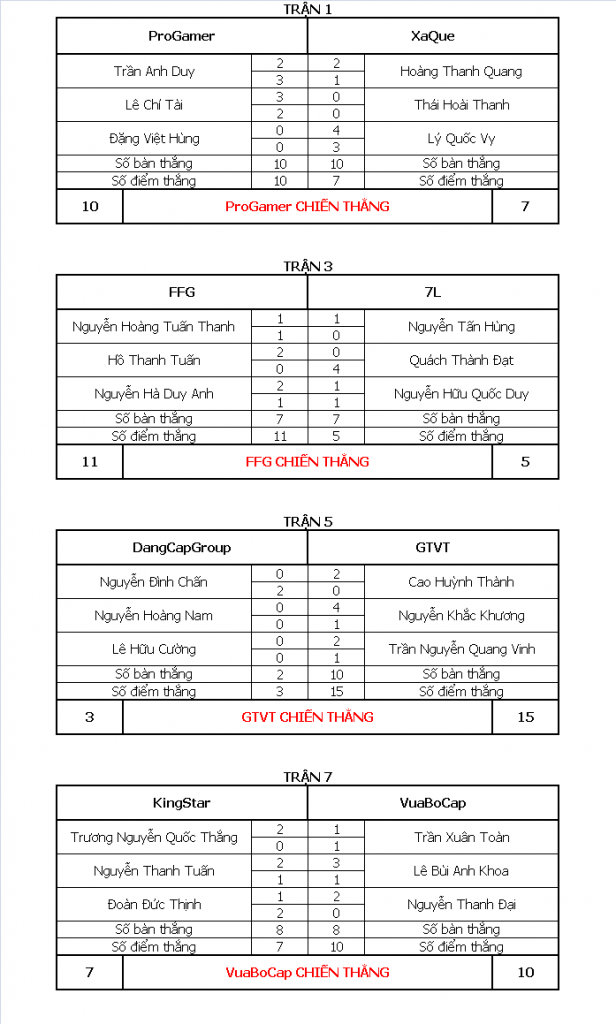 TRẬN 1
ProGamer XaQue
Trần Anh Duy 2 2 Hoàng Thanh Quang
3 1
Lê Chí Tài 3 0 Thái Hoài Thanh
2 0
Đặng Việt Hùng 0 4 Lý Quốc Vy
0 3
Số bàn thắng 10 10 Số bàn thắng
Số điểm thắng 10 7 Số điểm thắng
10 ProGamer CHIẾN THẮNG 7
TRẬN 3
FFG 7L
Nguyễn Hoàng Tuấn Thanh 1 1 Nguyễn Tấn Hùng
1 0
Hồ Thanh Tuấn 2 0 Quách Thành Đạt
0 4
Nguyễn Hà Duy Anh 2 1 Nguyễn Hữu Quốc Duy
1 1
Số bàn thắng 7 7 Số bàn thắng
Số điểm thắng 11 5 Số điểm thắng
11 FFG CHIẾN THẮNG 5
TRẬN 5
DangCapGroup GTVT
Nguyễn Đình Chấn 0 2 Cao Huỳnh Thành
2 0
Nguyễn Hoàng Nam 0 4 Nguyễn Khắc Khương
0 1
Lê Hữu Cường 0 2 Trần Nguyễn Quang Vinh
0 1
Số bàn thắng 2 10 Số bàn thắng
Số điểm thắng 3 15 Số điểm thắng
3 GTVT CHIẾN THẮNG 15
TRẬN 7
KingStar VuaBoCap
Trương Nguyễn Quốc Thắng 2 1 Trần Xuân Toàn
0 1
Nguyễn Thanh Tuấn 2 3 Lê Bùi Anh Khoa
1 1
Đoàn Đức Thịnh 1 2 Nguyễn Thanh Đại
2 0
Số bàn thắng 8 8 Số bàn thắng
Số điểm thắng 7 10 Số điểm thắng
7 VuaBoCap CHIẾN THẮNG 10